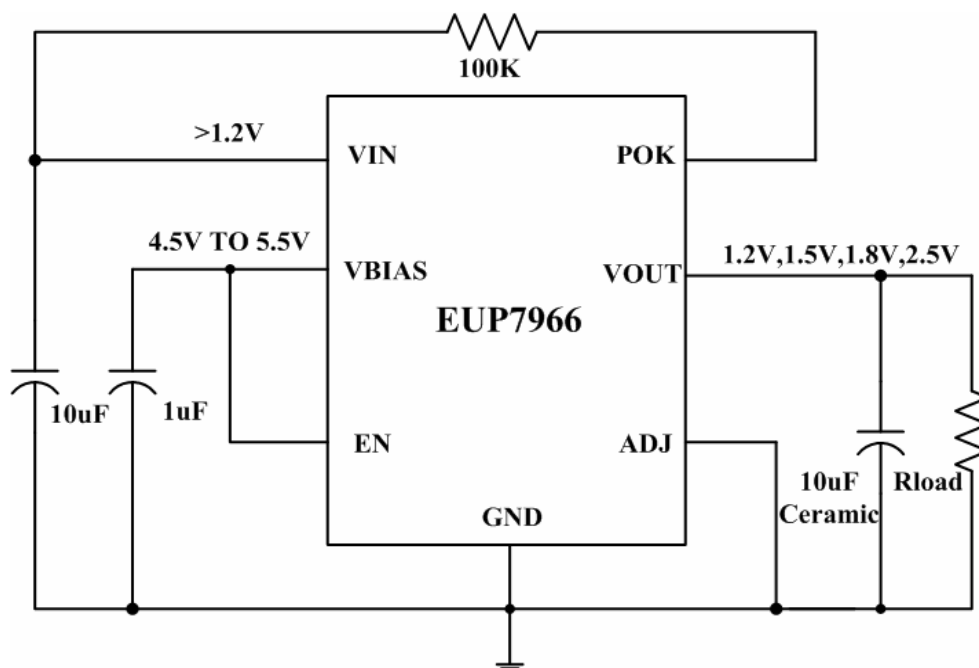 100K
>1.2V
VIN
POK
4.5V TO 5.5V
VBIAS
VOUT
1.2V,1.5V,1.8V,2.5V
EUP7966
10uF
1uF
EN
ADJ
10uF
Ceramic
Rload
GND